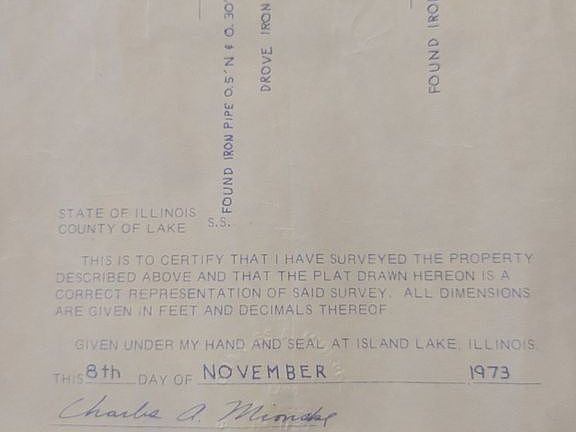 FOUND IRON PIPE 0.5' N & 0.30'
DROVE IRON
FOUND IRON
STATE OF ILLINOIS
COUNTY OF LAKE S.S.
THIS IS TO CERTIFY THAT I HAVE SURVEYED THE PROPERTY
DESCRIBED ABOVE AND THAT THE PLAT DRAWN HEREON IS A
CORRECT REPRESENTATION OF SAID SURVEY. ALL DIMENSIONS
ARE GIVEN IN FEET AND DECIMALS THEREOF
GIVEN UNDER MY HAND AND SEAL AT ISLAND LAKE, ILLINOIS
THIS 8th DAY OF NOVEMBER 1973
Charles A.